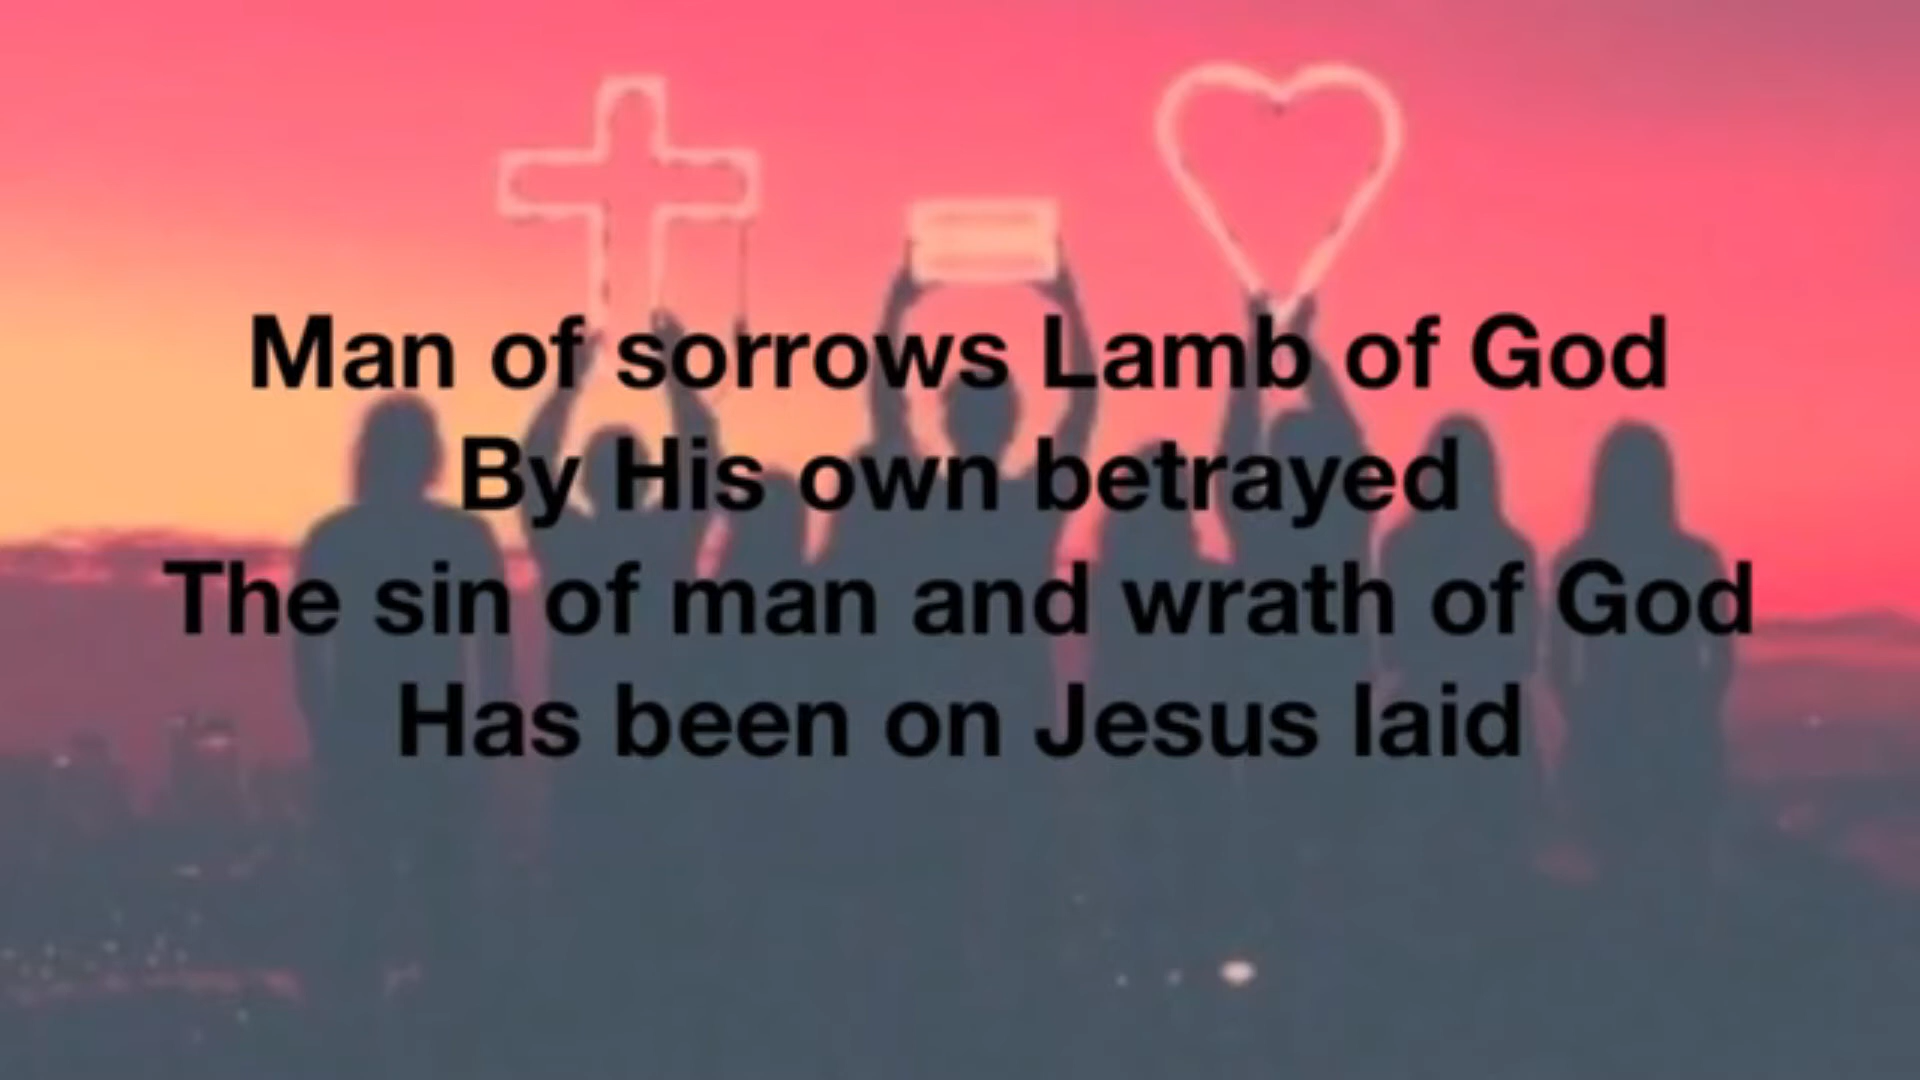 Man of sorrows Lamb of God
By His own betrayed
The sin of man and wrath of God
Has been on Jesus laid